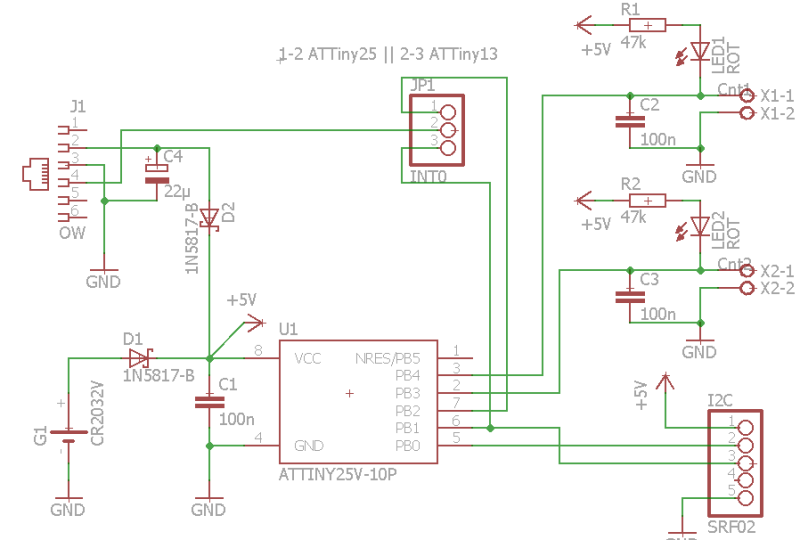 R1
+5V
47k
LED1
ROT
1-2 ATTiny25 || 2-3 ATTiny13
JP1
1
2
3
INT0
Cnt1
X1-1
X1-2
C2
100n
GND
J1
1
2
3
4
5
6
OW
C4
+
22µ
GND
1N5817-B
D2
R2
+5V
47k
LED2
ROT
Cnt2
X2-1
X2-2
C3
100n
GND
+5V
D1
1N5817-B
G1
+
-
CR2032V
GND
C1
100n
GND
U1
8
VCC
4
GND
NRES/PB5
1
PB4
3
PB3
2
PB2
7
PB1
6
PB0
5
ATTINY25V-10P
+5V
I2C
1
2
3
4
5
SRF02
GND